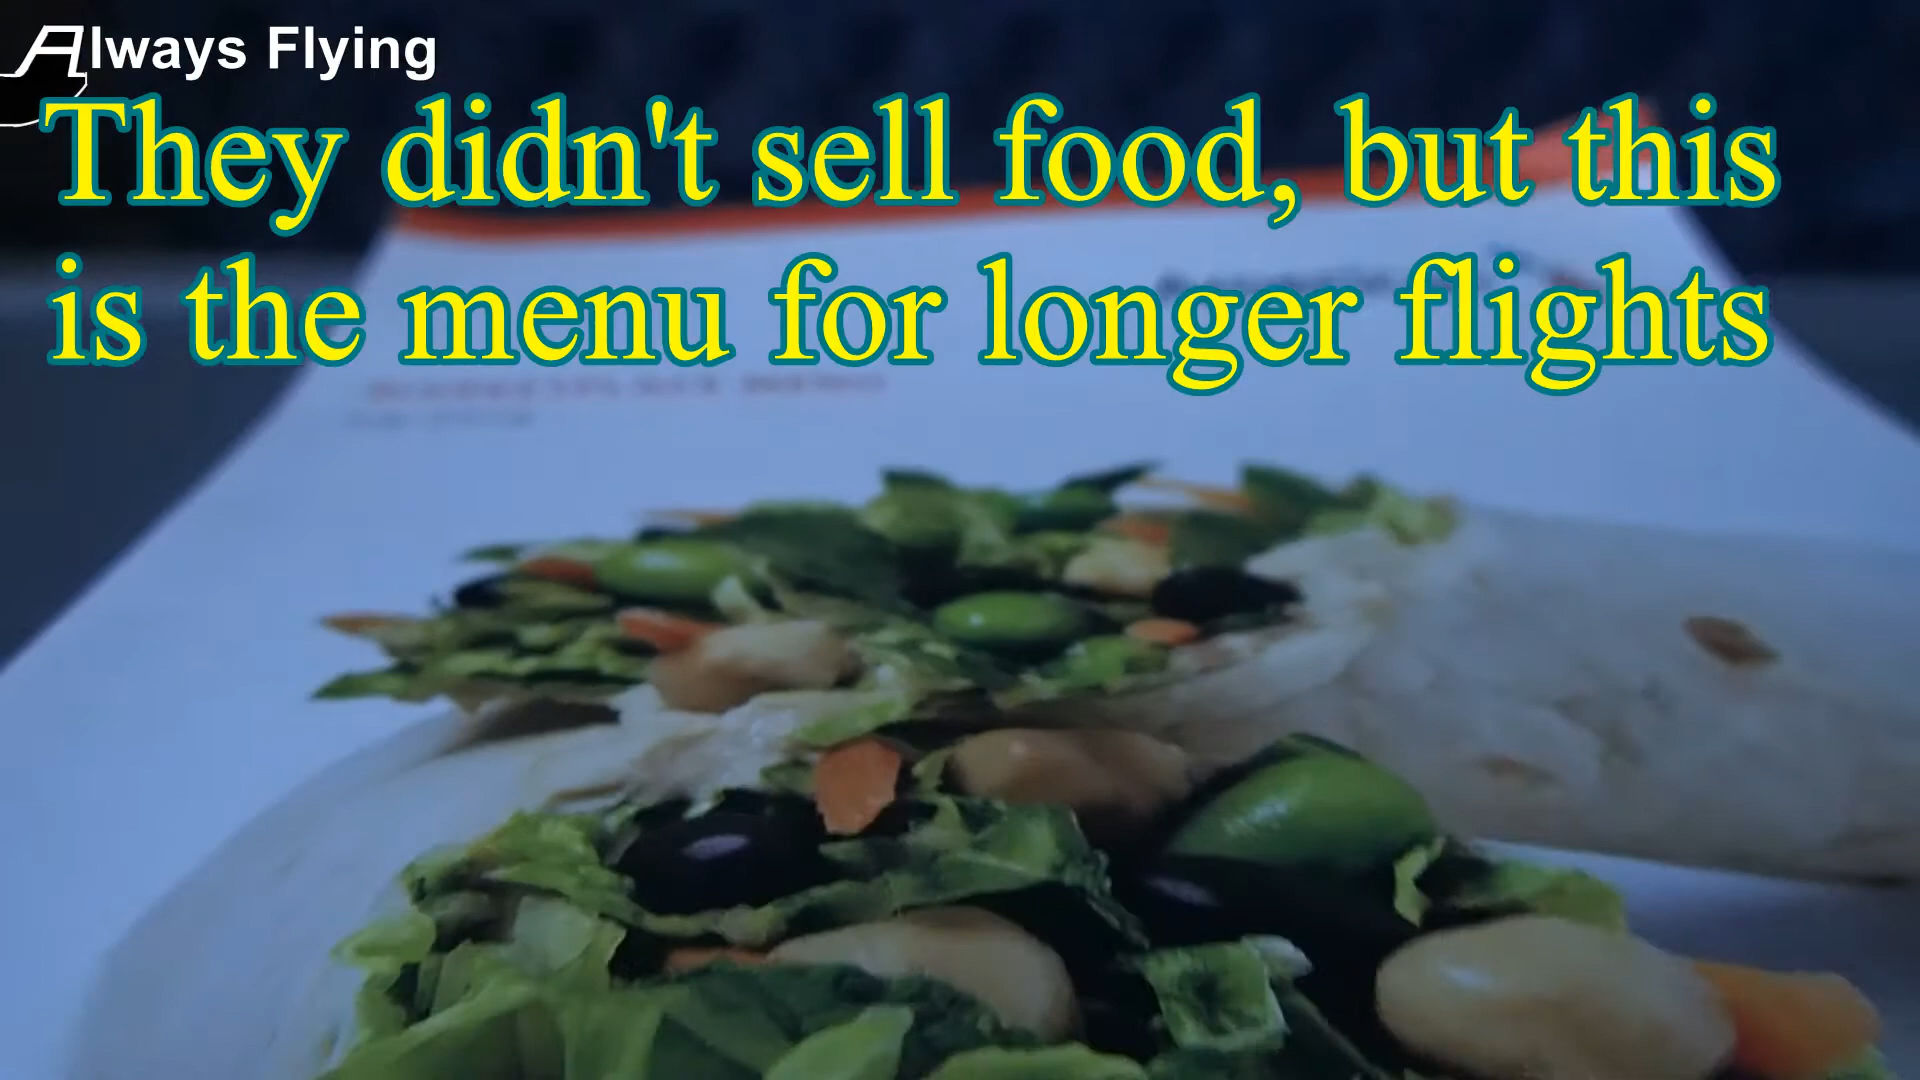 Always Flying
They didn't sell food, but this
is the menu for longer flights